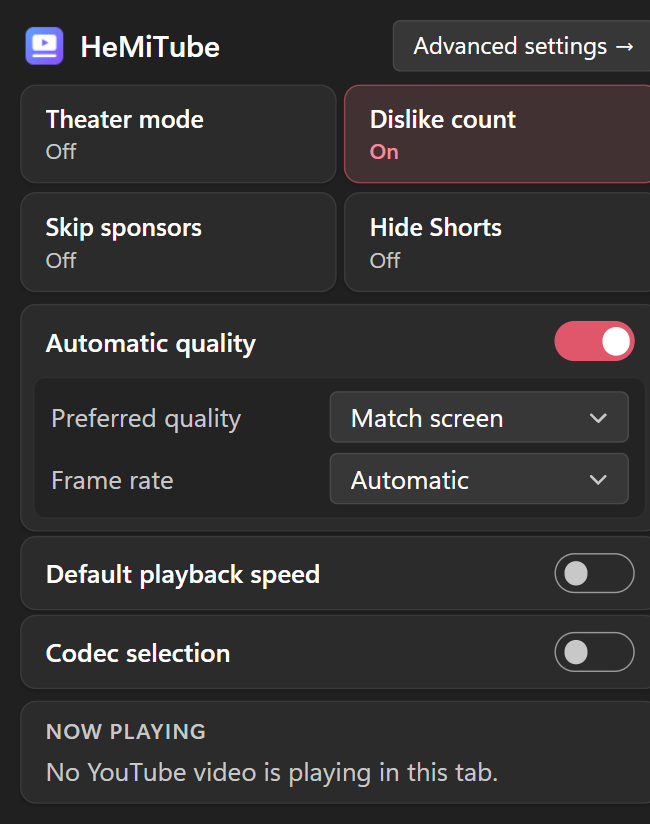 HeMiTube
Advanced settings →
Theater mode
Off
Dislike count
On
Skip sponsors
Off
Hide Shorts
Off
Automatic quality
Preferred quality
Match screen
Frame rate
Automatic
Default playback speed
Codec selection
NOW PLAYING
No YouTube video is playing in this tab.